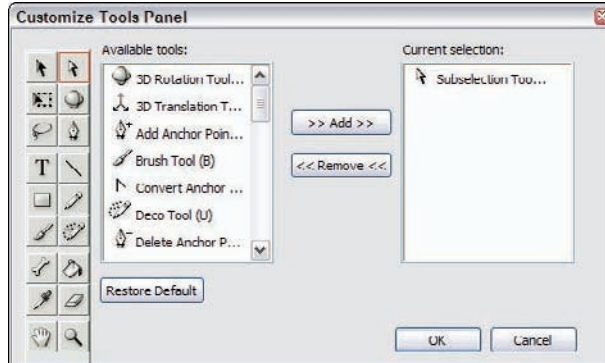 Customize Tools Panel
Available tools:
Current selection:
3D Rotation Tool...
3D Translation T...
Add Anchor Poin...
Brush Tool (B)
Convert Anchor ...
Deco Tool (U)
Delete Anchor P...
>> Add >>
<< Remove <<
Subselection Too...
T
Restore Default
OK
Cancel